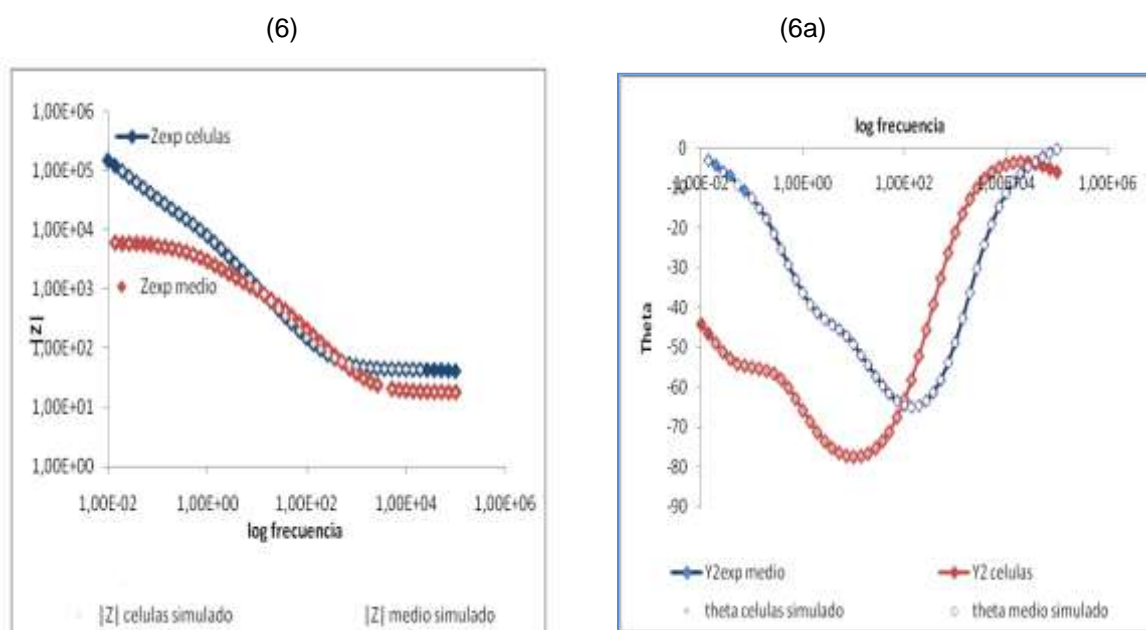 (6) (6a)
1,00E+06
Zexp celulas
1,00E+05
1,00E+04
Zexp medio
1,00E+03
|Z|
1,00E+02
1,00E+01
1,00E+00
1,00E-02 1,00E+00 1,00E+02 1,00E+04 1,00E+06
log frecuencia
|Z| celulas simulado |Z| medio simulado
log frecuencia
0
1,00E-02 1,00E+00 1,00E+02 1,00E+04 1,00E+06
-10
-20
-30
-40
Theta
-50
-60
-70
-80
-90
Y2exp medio Y2 celulas
theta celulas simulado theta medio simulado